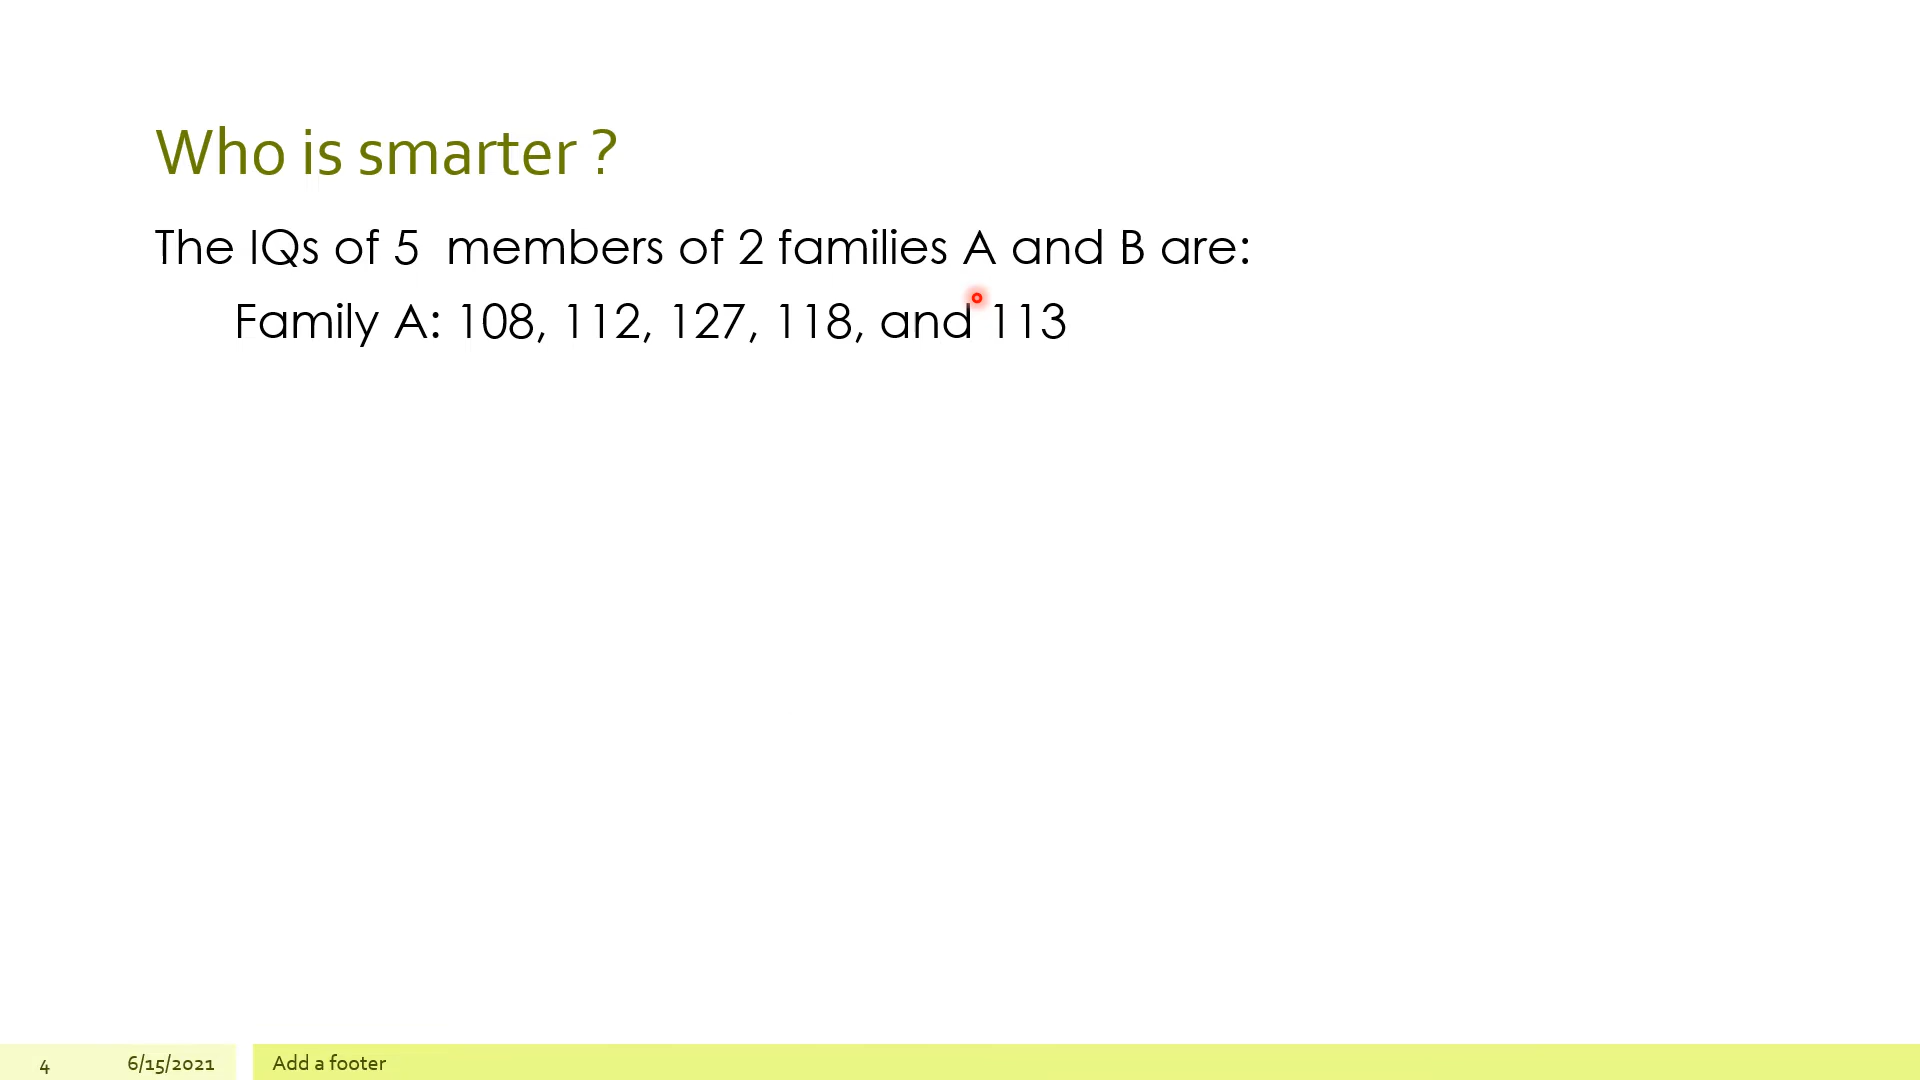 Who is smarter ?
The IQs of 5 members of 2 families A and B are:
Family A: 108, 112, 127, 118, and 113
4 6/15/2021 Add a footer